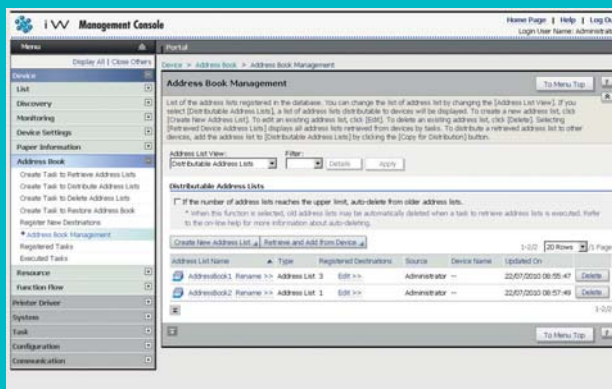 iW Management Console
Home Page | Help | Log Ou
Login User Name: Administrato
Menu
Portal
Display All | Close Others
Device > Address Book > Address Book Management
Device
List
Discovery
Monitoring
Device Settings
Paper Information
Address Book
Create Task to Retrieve Address Lists
Create Task to Distribute Address Lists
Create Task to Delete Address Lists
Create Task to Restore Address Book
Register New Destinations
Address Book Management
Registered Tasks
Executed Tasks
Resource
Function Flow
Printer Driver
System
Task
Configuration
Communication
Address Book Management
To Menu Top
List of the address lists registered in the database. You can change the list of address list by changing the [Address List View]. If you
select [Distributable Address Lists], a list of address lists distributable to devices will be displayed. To create a new address list, click
[Create New Address List]. To edit an existing address list, click [Edit]. To delete an existing address list, click [Delete]. Selecting
[Retrieved Device Address Lists] displays all address lists retrieved from devices by tasks. To distribute a retrieved address list to other
devices, add the address list to [Distributable Address Lists] by clicking the [Copy for Distribution] button.
Address List View: Filter:
Distributable Address Lists Details Apply
Distributable Address Lists
If the number of address lists reaches the upper limit, auto-delete from older address lists.
* When this function is selected, old address lists may be automatically deleted when a task to retrieve address lists is executed. Refer
to the on-line help for more information about auto-deleting.
Create New Address List Retrieve and Add from Device
1-2/2 20 Rows 1/1 Page
Address List Name Type Registered Destinations Source Device Name Updated On
AddressBook1 Rename >> Address List 3 Edit >> Administrator -- 22/07/2010 08:55:47 Delete
AddressBook2 Rename >> Address List 1 Edit >> Administrator -- 22/07/2010 08:57:49 Delete
1-2/2
To Menu Top